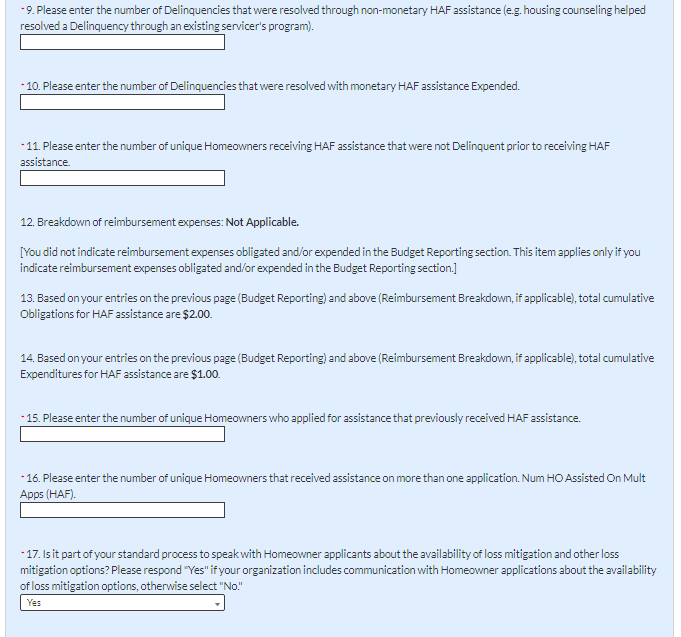 *9. Please enter the number of Delinquencies that were resolved through non-monetary HAF assistance (e.g. housing counseling helped
resolved a Delinquency through an existing servicer's program).
*10. Please enter the number of Delinquencies that were resolved with monetary HAF assistance Expended.
*11. Please enter the number of unique Homeowners receiving HAF assistance that were not Delinquent prior to receiving HAF
assistance.
12. Breakdown of reimbursement expenses: Not Applicable.
[You did not indicate reimbursement expenses obligated and/or expended in the Budget Reporting section. This item applies only if you
indicate reimbursement expenses obligated and/or expended in the Budget Reporting section.]
13. Based on your entries on the previous page (Budget Reporting) and above (Reimbursement Breakdown, if applicable), total cumulative
Obligations for HAF assistance are $2.00.
14. Based on your entries on the previous page (Budget Reporting) and above (Reimbursement Breakdown, if applicable), total cumulative
Expenditures for HAF assistance are $1.00.
*15. Please enter the number of unique Homeowners who applied for assistance that previously received HAF assistance.
*16. Please enter the number of unique Homeowners that received assistance on more than one application. Num HO Assisted On Mult
Apps (HAF).
*17. Is it part of your standard process to speak with Homeowner applicants about the availability of loss mitigation and other loss
mitigation options? Please respond "Yes" if your organization includes communication with Homeowner applications about the availability
of loss mitigation options, otherwise select "No."
Yes